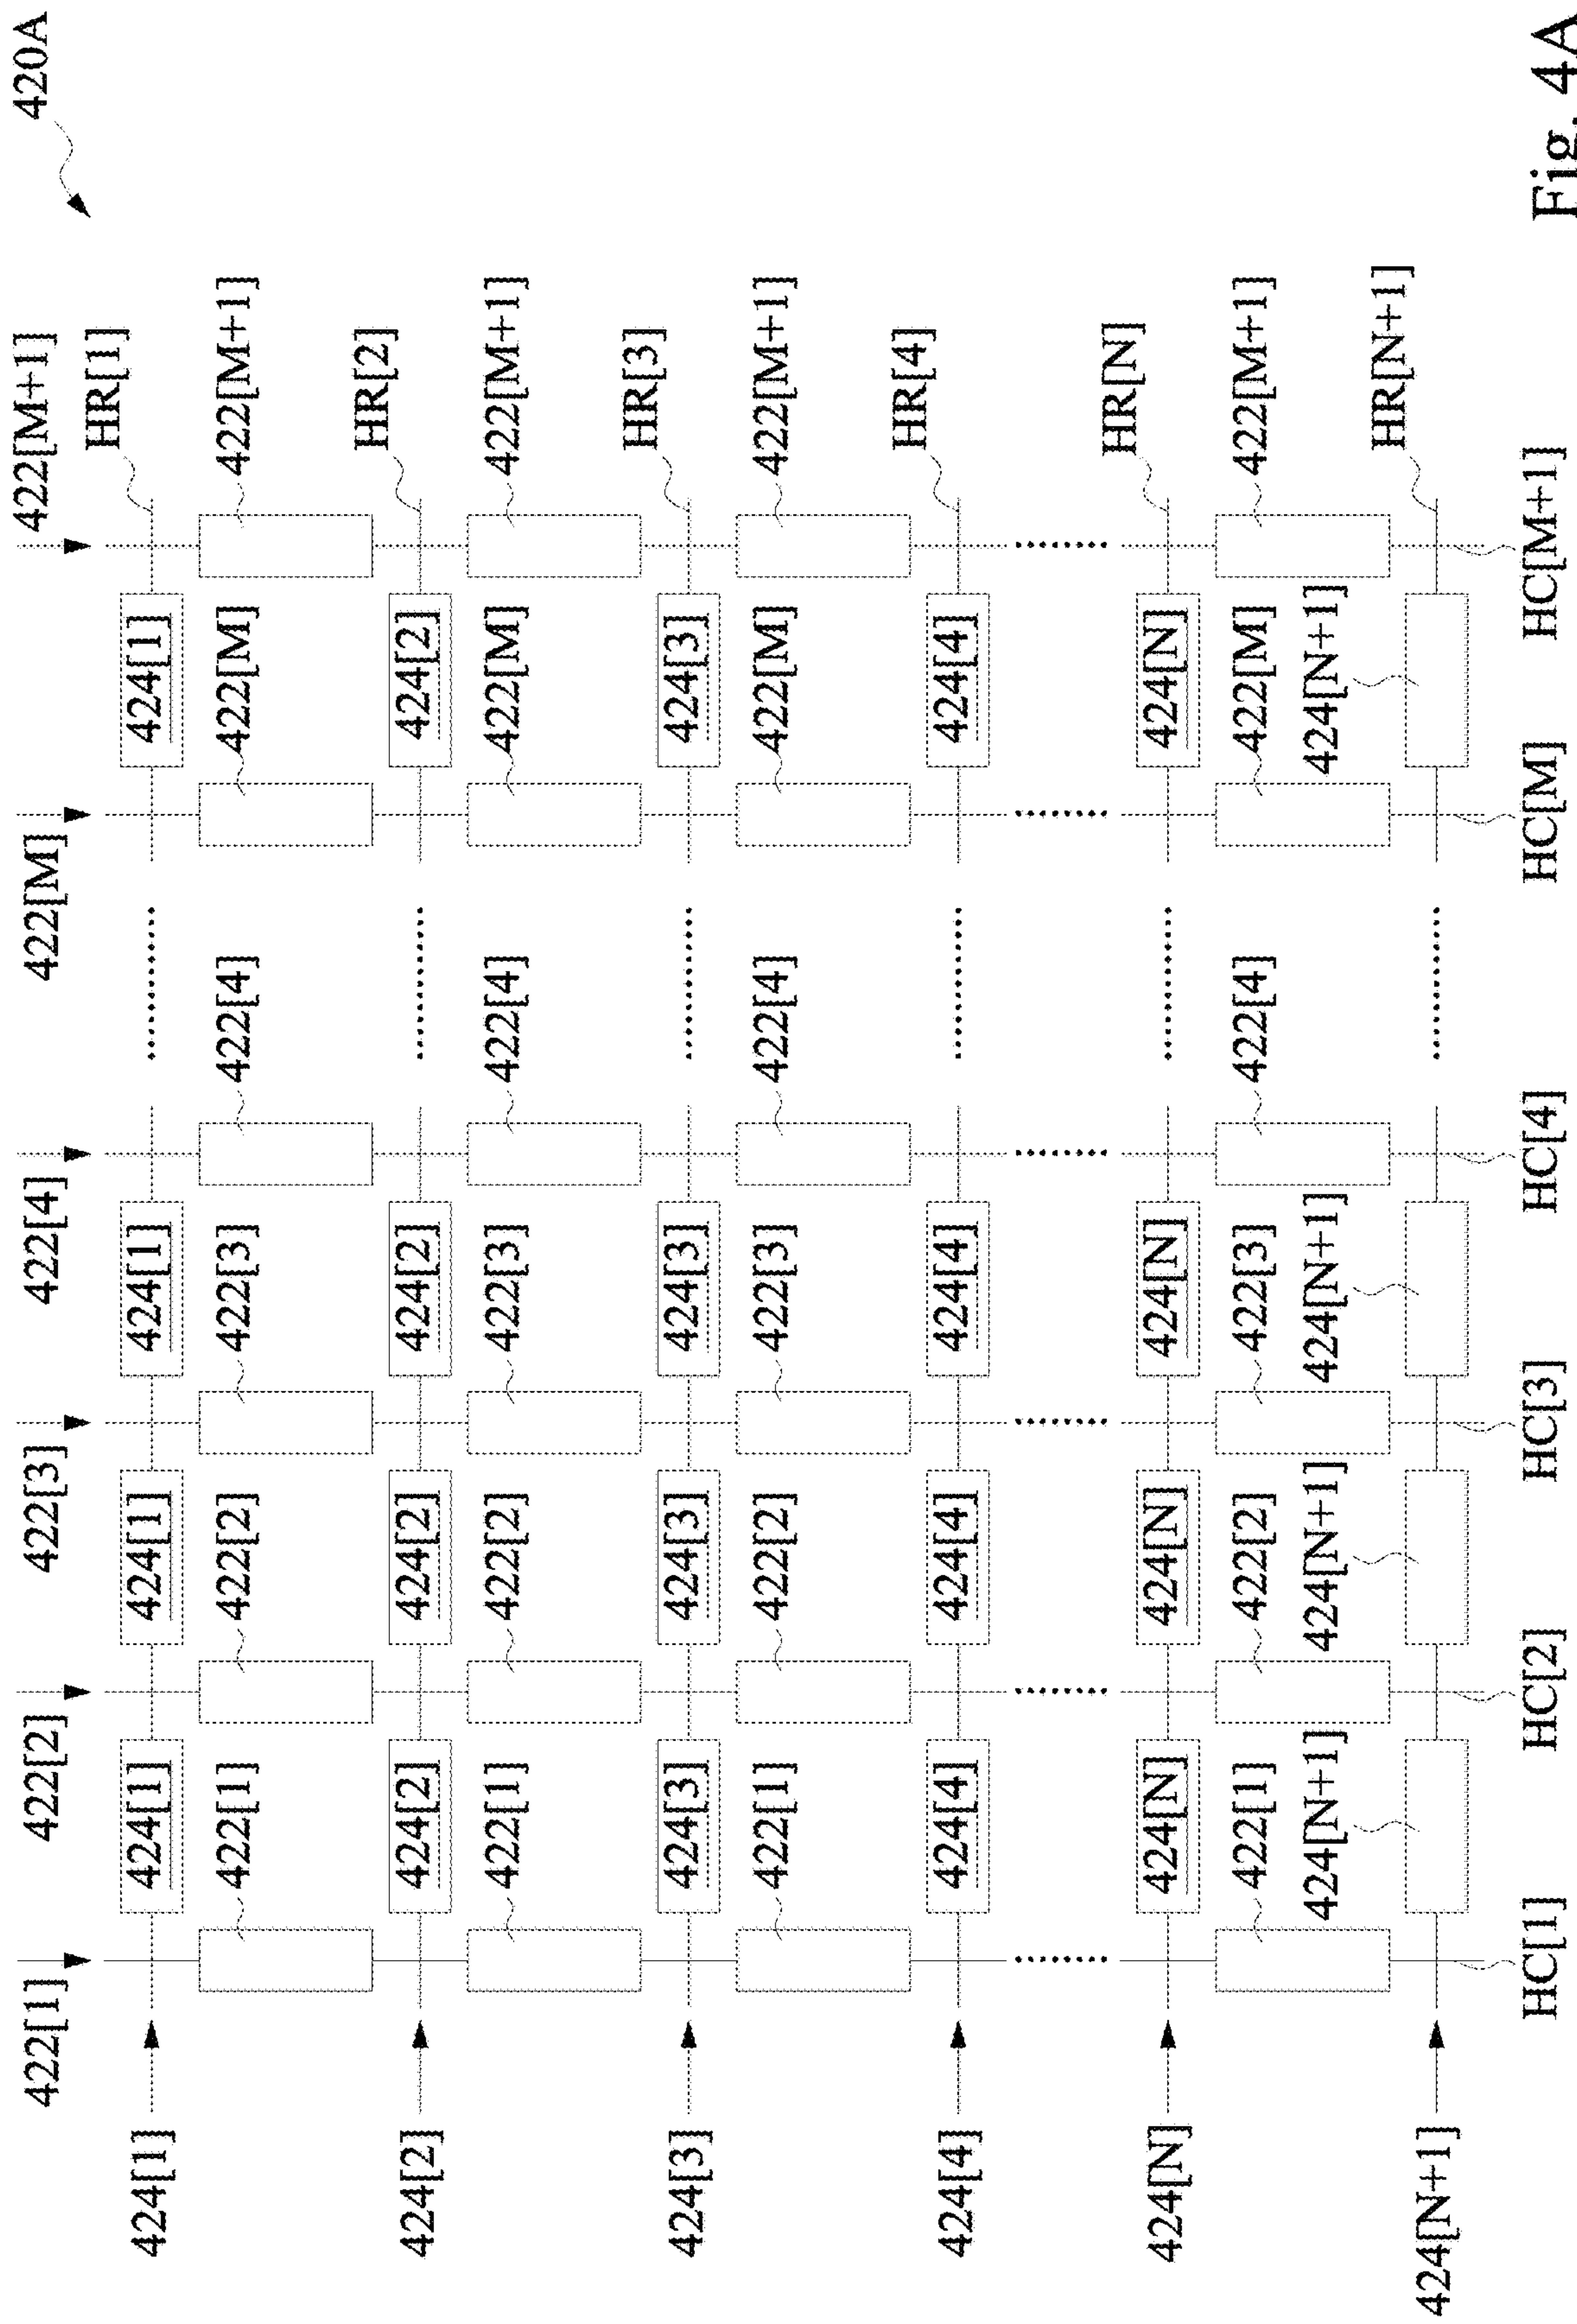 422[1] 422[2] 422[3] 422[4] 422[M] 422[M+1] 420A
HR[1]
424[1] 424[1] 424[1] 424[1] 424[1]
422[1] 422[2] 422[3] 422[4] 422[M] 422[M+1]
HR[2]
424[2] 424[2] 424[2] 424[2] 424[2]
422[1] 422[2] 422[3] 422[4] 422[M] 422[M+1]
HR[3]
424[3] 424[3] 424[3] 424[3] 424[3]
422[1] 422[2] 422[3] 422[4] 422[M] 422[M+1]
HR[4]
424[4] 424[4] 424[4] 424[4] 424[4]
HR[N]
424[N] 424[N] 424[N] 424[N] 424[N]
422[1] 422[2] 422[3] 422[4] 422[M] 422[M+1]
424[N+1] 424[N+1] 424[N+1] 424[N+1]
HR[N+1]
424[N+1]
HC[1] HC[2] HC[3] HC[4] HC[M] HC[M+1]
Fig. 4A